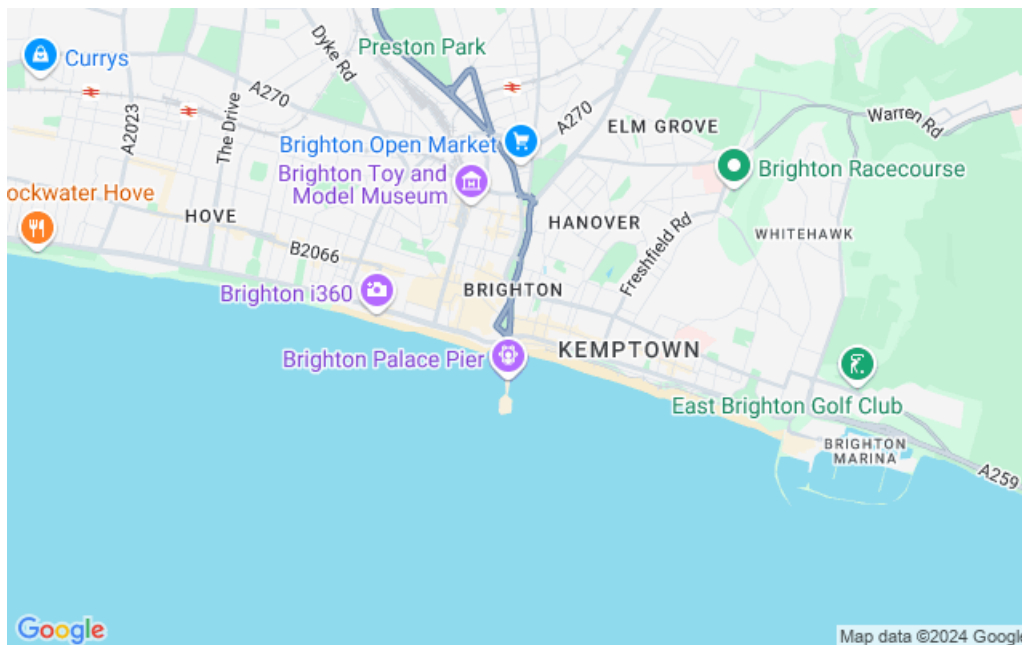 Preston Park
Dyke Rd
Currys
A270
A2023
The Drive
A270
Warren Rd
ELM GROVE
Brighton Open Market
Brighton Racecourse
Brighton Toy and
Model Museum
ockwater Hove
HOVE
HANOVER
Freshfield Rd
WHITEHAWK
B2066
BRIGHTON
Brighton i360
KEMPTOWN
Brighton Palace Pier
East Brighton Golf Club
BRIGHTON
MARINA
A259
Google
Map data ©2024 Google